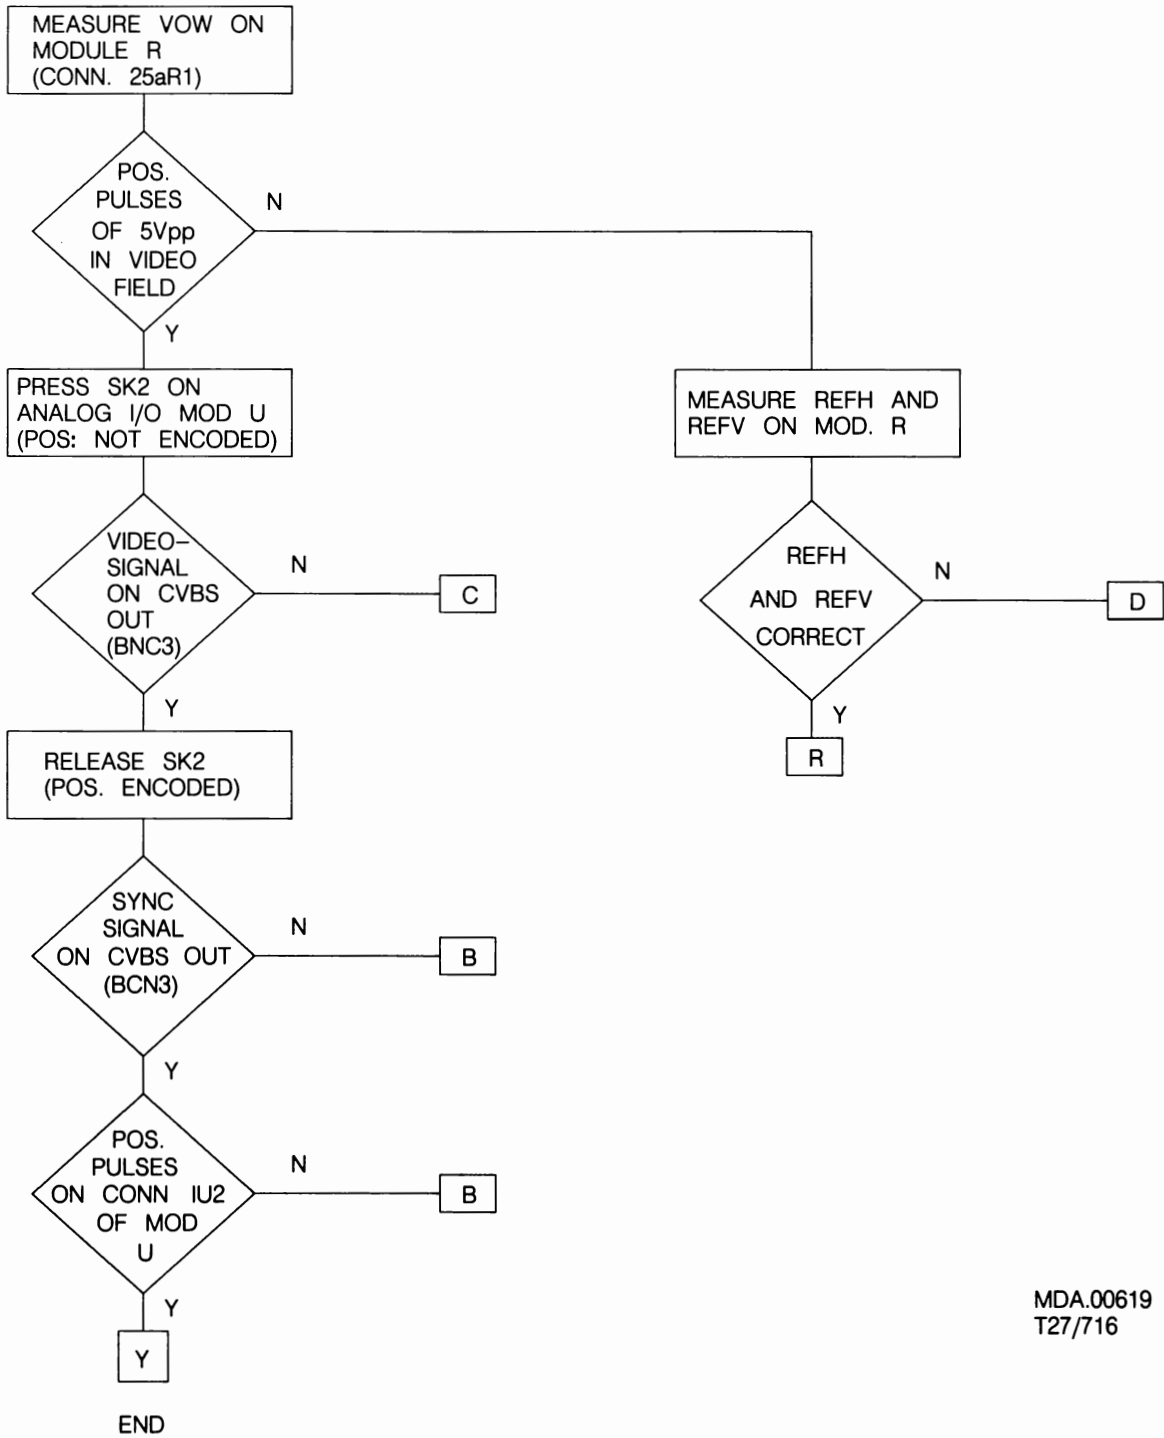 MEASURE VOW ON
MODULE R
(CONN. 25aR1)
POS.
PULSES
OF 5Vpp
IN VIDEO
FIELD
N
Y
PRESS SK2 ON
ANALOG I/O MOD U
(POS: NOT ENCODED)
MEASURE REFH AND
REFV ON MOD. R
VIDEO–
SIGNAL
ON CVBS
OUT
(BNC3)
N
C
Y
REFH
AND REFV
CORRECT
N
D
Y
R
RELEASE SK2
(POS. ENCODED)
SYNC
SIGNAL
ON CVBS OUT
(BCN3)
N
B
Y
POS.
PULSES
ON CONN IU2
OF MOD
U
N
B
Y
Y
END
MDA.00619
T27/716